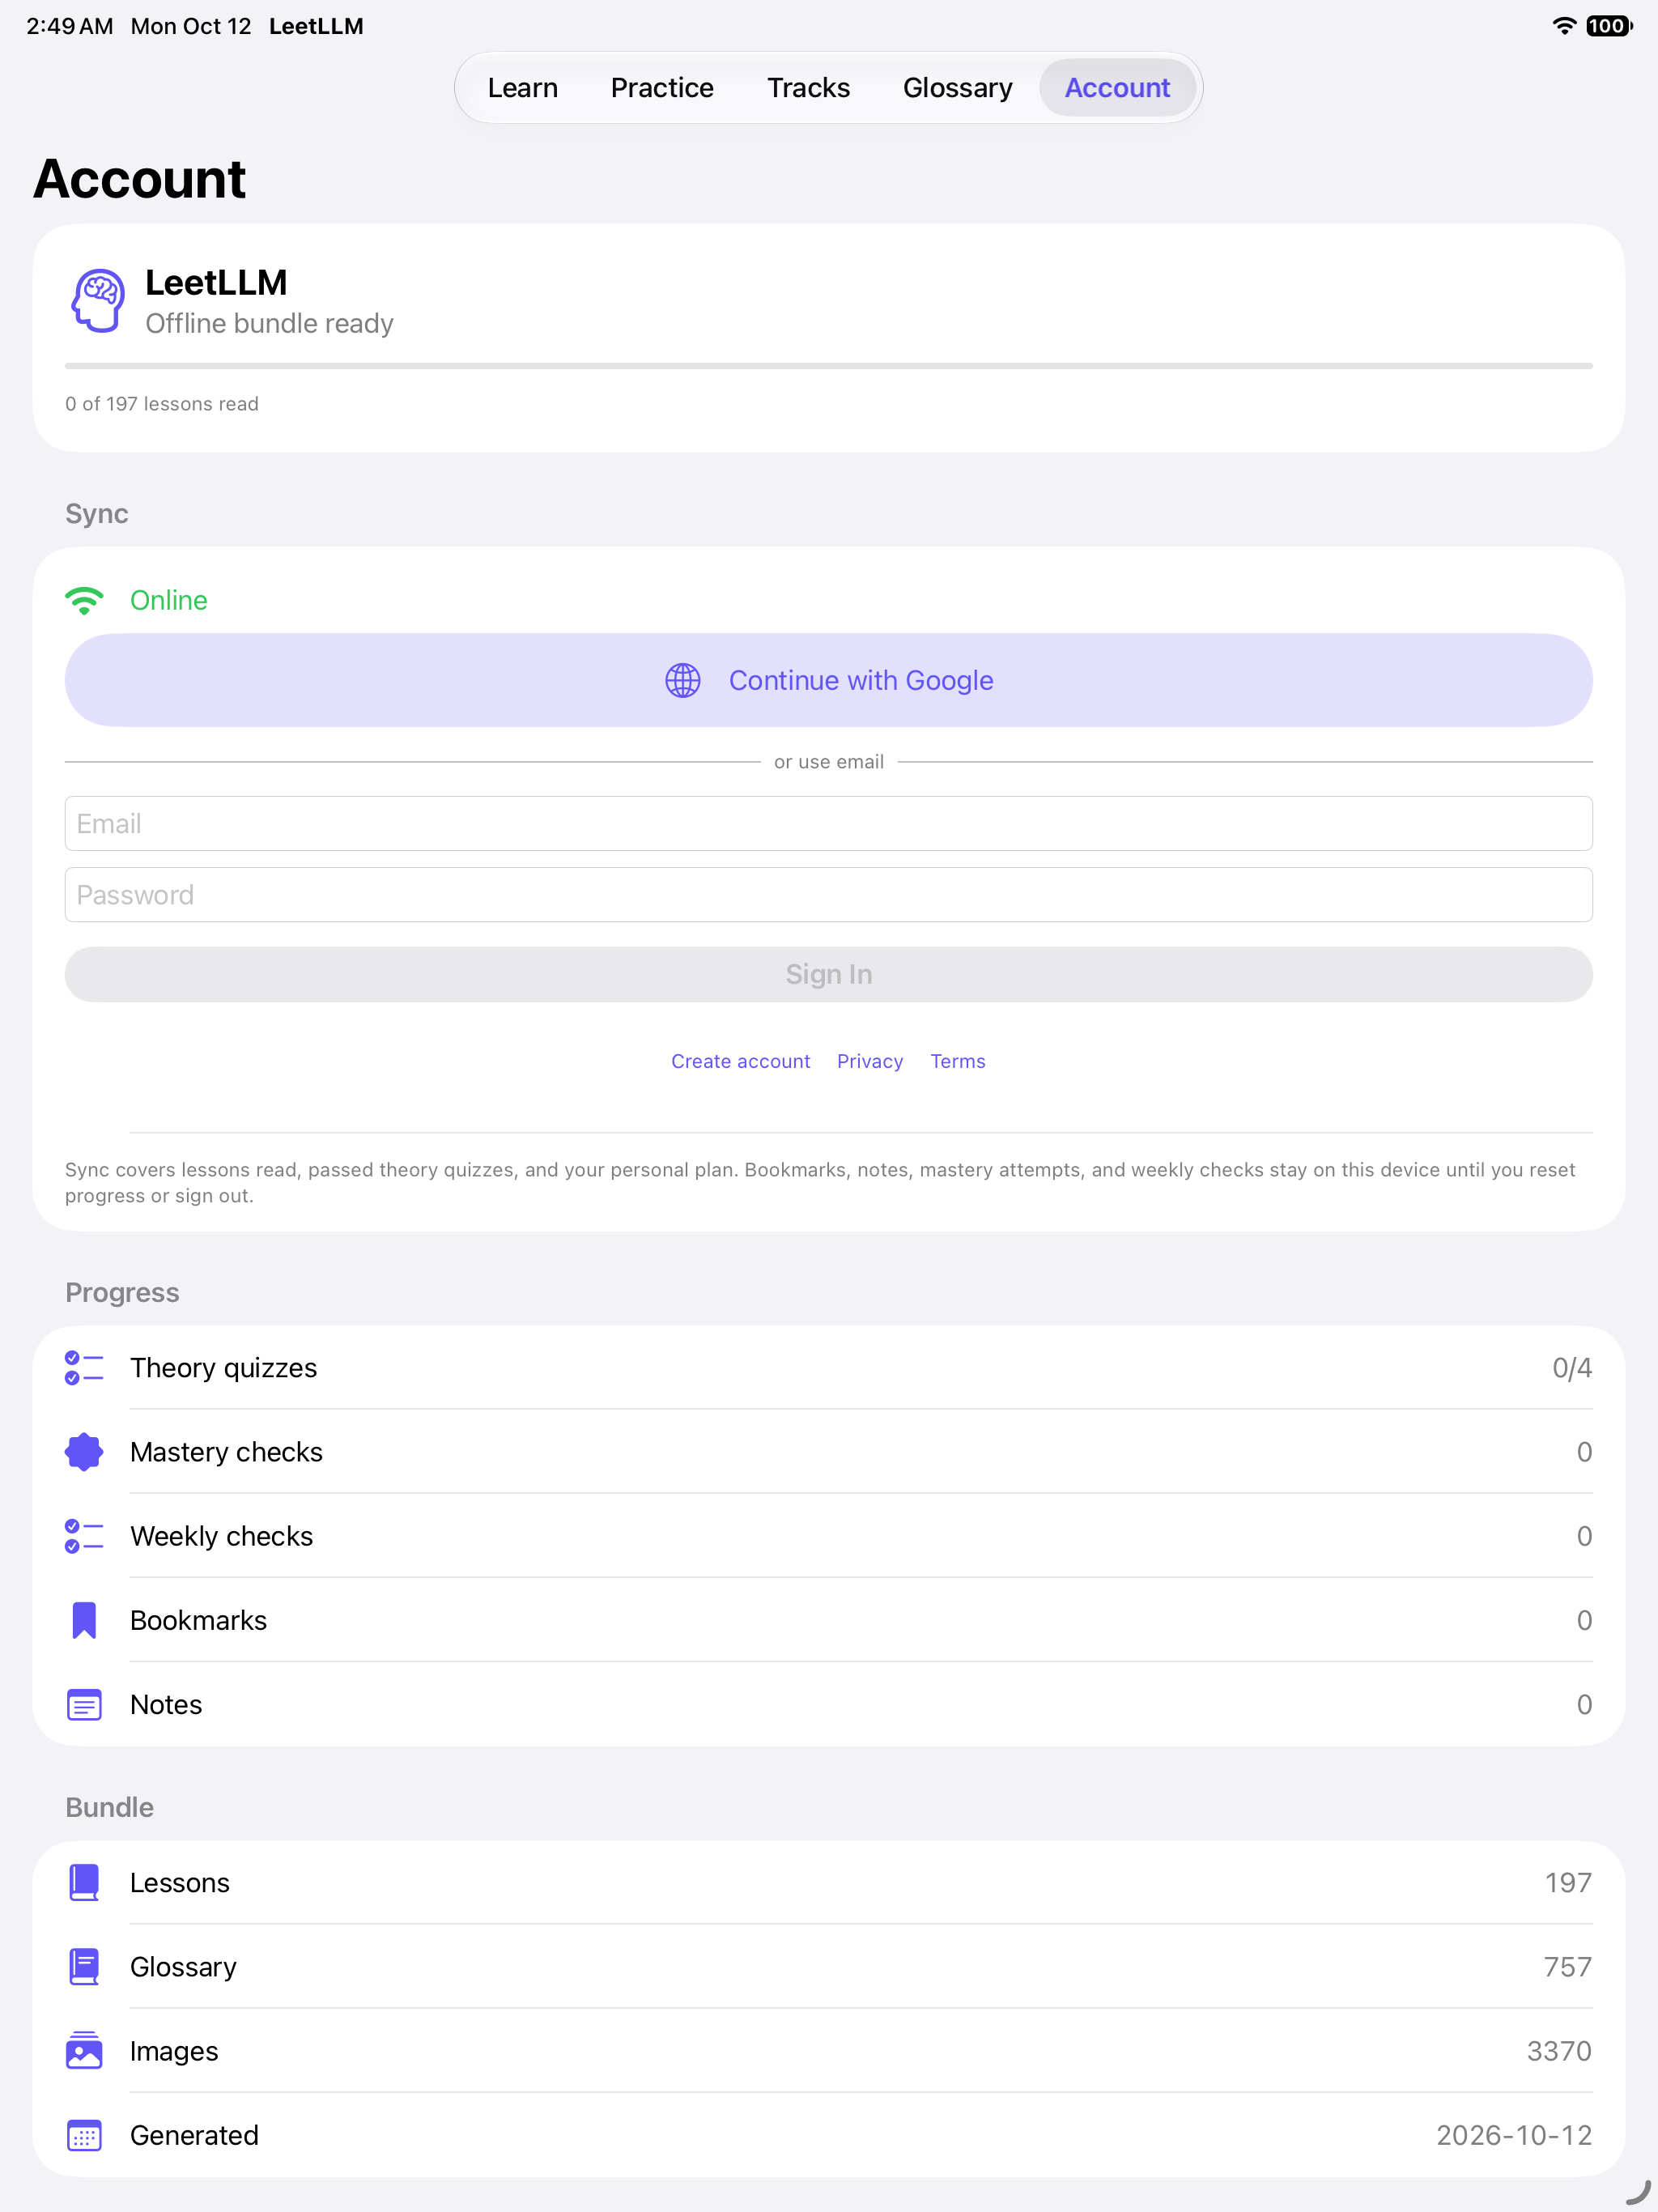 2:49 AM Mon Oct 12 LeetLLM 100
Learn Practice Tracks Glossary Account
Account
LeetLLM
Offline bundle ready
0 of 197 lessons read
Sync
Online
Continue with Google
or use email
Email
Password
Sign In
Create account Privacy Terms
Sync covers lessons read, passed theory quizzes, and your personal plan. Bookmarks, notes, mastery attempts, and weekly checks stay on this device until you reset
progress or sign out.
Progress
Theory quizzes 0/4
Mastery checks 0
Weekly checks 0
Bookmarks 0
Notes 0
Bundle
Lessons 197
Glossary 757
Images 3370
Generated 2026-10-12